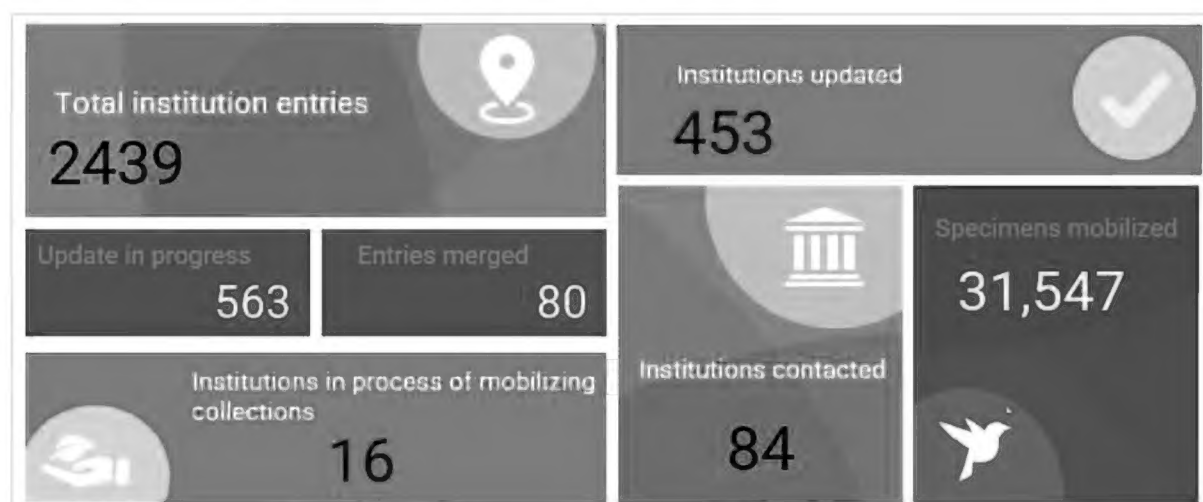 Total institution entries
2439
Institutions updated
453
Update in progress
563
Entries merged
80
Institutions in process of mobilizing
collections
16
Institutions contacted
84
Specimens mobilized
31,547